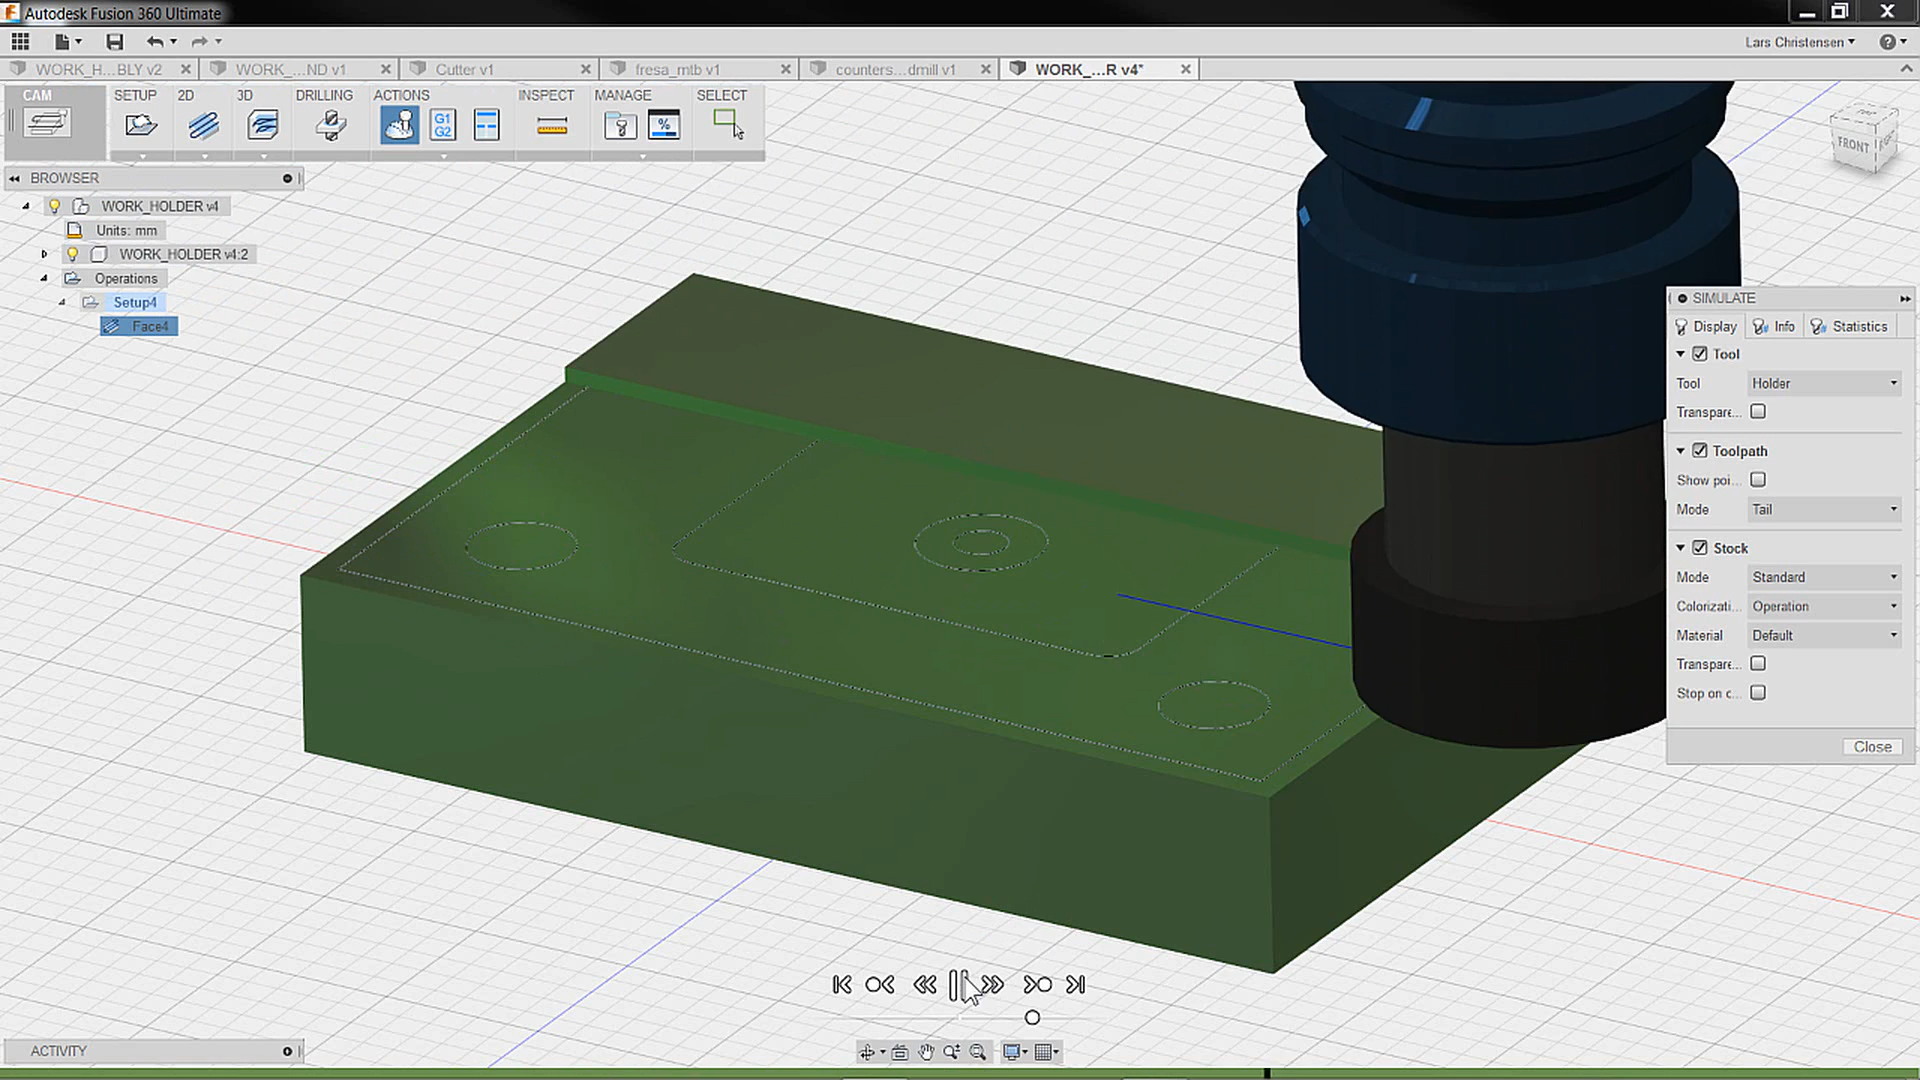 Autodesk Fusion 360 Ultimate
Lars Christensen
WORK_H...BLY v2
WORK_...ND v1
Cutter v1
fresa_mtb v1
counters...drmill v1
WORK_...R v4*
CAM
SETUP
2D
3D
DRILLING
ACTIONS
INSPECT
MANAGE
SELECT
G1
G2
%
BROWSER
WORK_HOLDER v4
Units: mm
WORK_HOLDER v4:2
Operations
Setup4
Face4
FRONT
SIMULATE
Display
Info
Statistics
Tool
Tool
Holder
Transpare...
Toolpath
Show poi...
Mode
Tail
Stock
Mode
Standard
Colorizati...
Operation
Material
Default
Transpare...
Stop on c...
Close
ACTIVITY